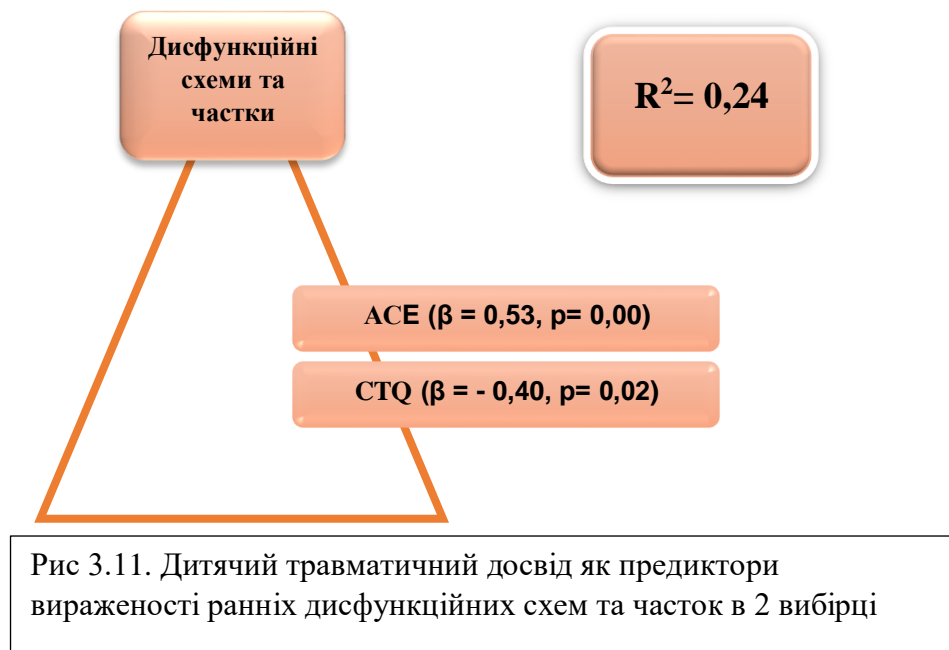 Дисфункційні
схеми та
частки
R²= 0,24
ACE (β = 0,53, p= 0,00)
CTQ (β = - 0,40, p= 0,02)
Рис 3.11. Дитячий травматичний досвід як предиктори
вираженості ранніх дисфункційних схем та часток в 2 вибірці